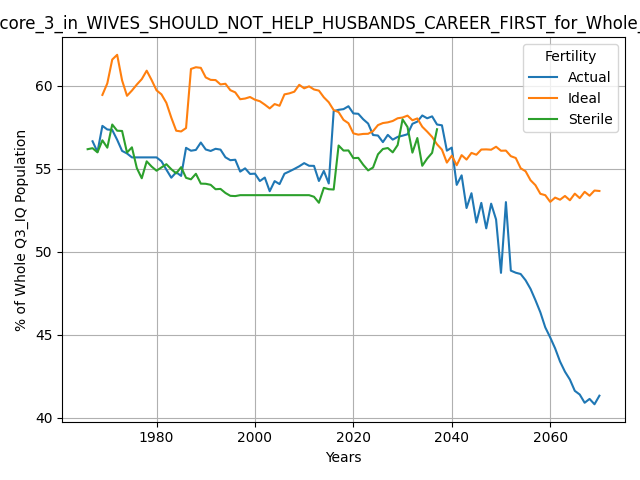 core_3_in_WIVES_SHOULD_NOT_HELP_HUSBANDS_CAREER_FIRST_for_Whole_
Fertility
Actual
Ideal
Sterile
% of Whole Q3_IQ Population
60
55
50
45
40
1980
2000
2020
2040
2060
Years